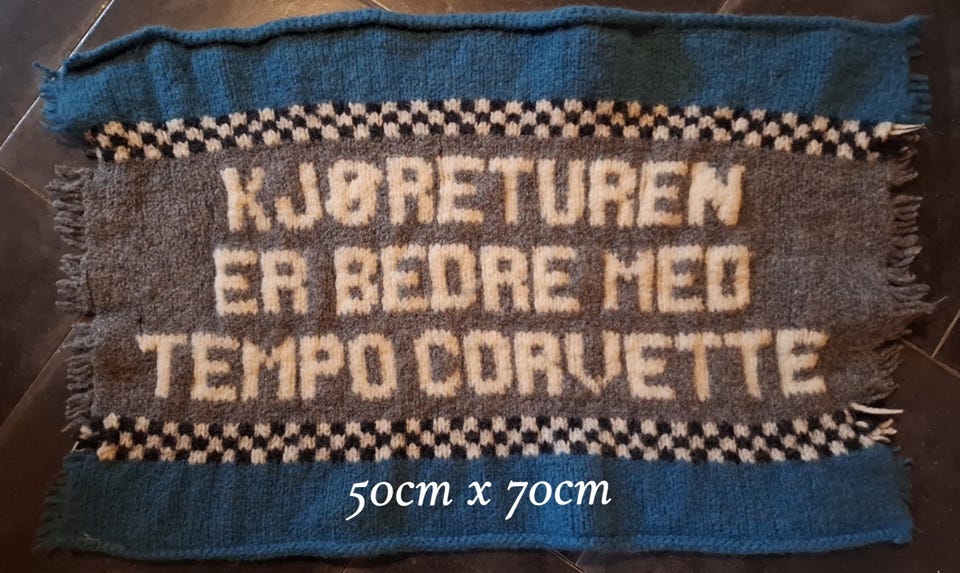 KJØRETUREN
ER BEDRE MED
TEMPO CORVETTE
50cm x 70cm